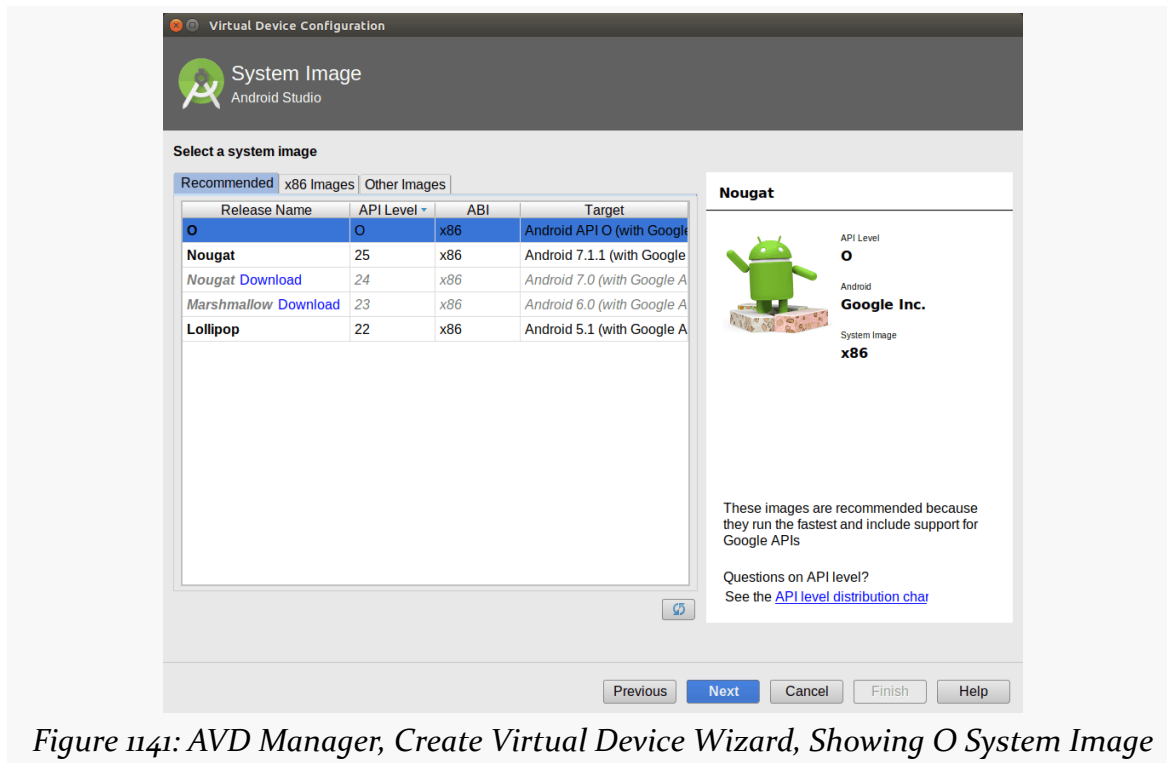 Virtual Device Configuration
System Image
Android Studio
Select a system image
Recommended x86 Images Other Images
Release Name API Level ABI Target
O O x86 Android API O (with Google
Nougat 25 x86 Android 7.1.1 (with Google
Nougat Download 24 x86 Android 7.0 (with Google A
Marshmallow Download 23 x86 Android 6.0 (with Google A
Lollipop 22 x86 Android 5.1 (with Google A
Nougat
API Level
O
Android
Google Inc.
System Image
x86
These images are recommended because
they run the fastest and include support for
Google APIs
Questions on API level?
See the API level distribution char
Previous Next Cancel Finish Help
Figure 1141: AVD Manager, Create Virtual Device Wizard, Showing O System Image